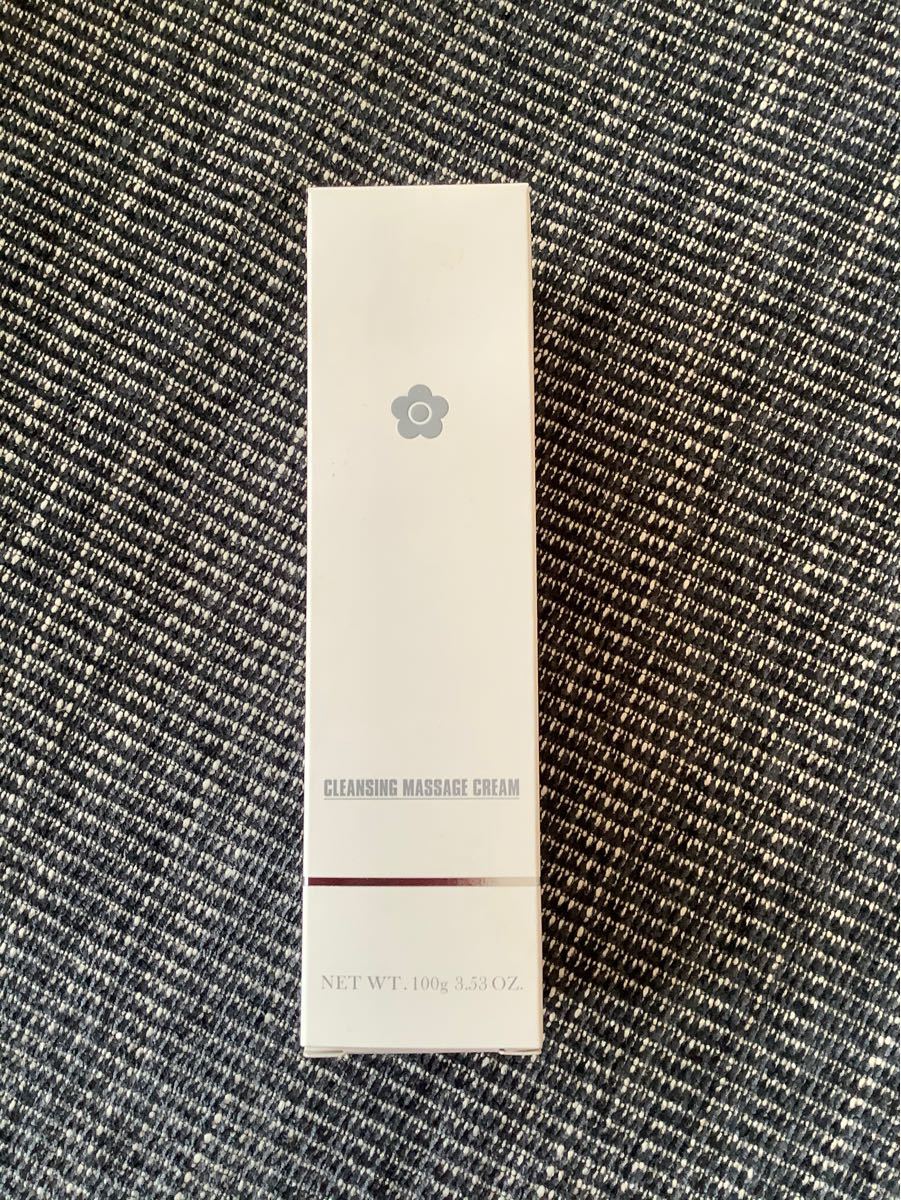 CLEANSING MASSAGE CREAM
NET WT. 100g 3.53 OZ.